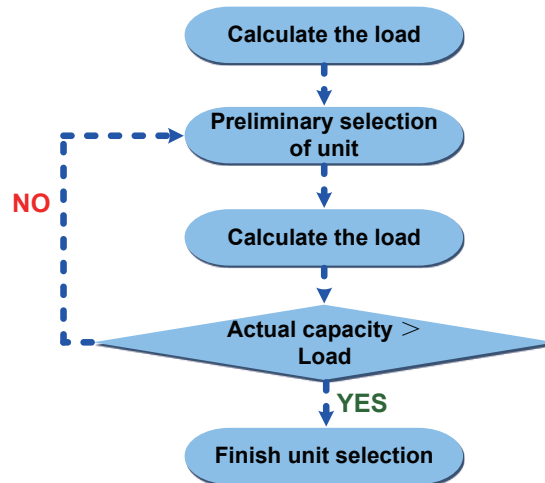 Calculate the load
Preliminary selection
of unit
NO
Calculate the load
Actual capacity ＞
Load
YES
Finish unit selection